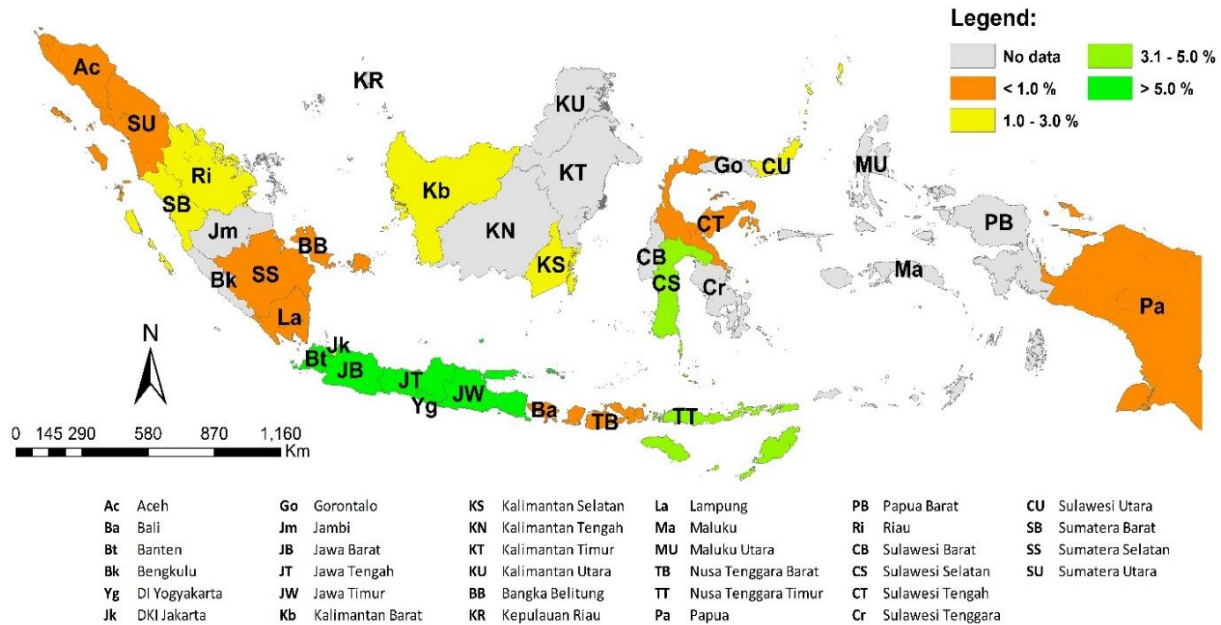 Legend:
No data
3.1 - 5.0 %
< 1.0 %
> 5.0 %
1.0 - 3.0 %
Ac
SU
Ri
SB
Jm
Bk
SS
BB
La
KR
KU
KT
Kb
KN
KS
Go
CU
CT
CB
CS
Cr
MU
PB
Ma
Pa
N
Jk
Bt
JB
JT
Yg
JW
Ba
TB
TT
0 145 290 580 870 1,160
Km
Ac Aceh
Ba Bali
Bt Banten
Bk Bengkulu
Yg DI Yogyakarta
Jk DKI Jakarta
Go Gorontalo
Jm Jambi
JB Jawa Barat
JT Jawa Tengah
JW Jawa Timur
Kb Kalimantan Barat
KS Kalimantan Selatan
KN Kalimantan Tengah
KT Kalimantan Timur
KU Kalimantan Utara
BB Bangka Belitung
KR Kepulauan Riau
La Lampung
Ma Maluku
MU Maluku Utara
TB Nusa Tenggara Barat
TT Nusa Tenggara Timur
Pa Papua
PB Papua Barat
Ri Riau
CB Sulawesi Barat
CS Sulawesi Selatan
CT Sulawesi Tengah
Cr Sulawesi Tenggara
CU Sulawesi Utara
SB Sumatera Barat
SS Sumatera Selatan
SU Sumatera Utara